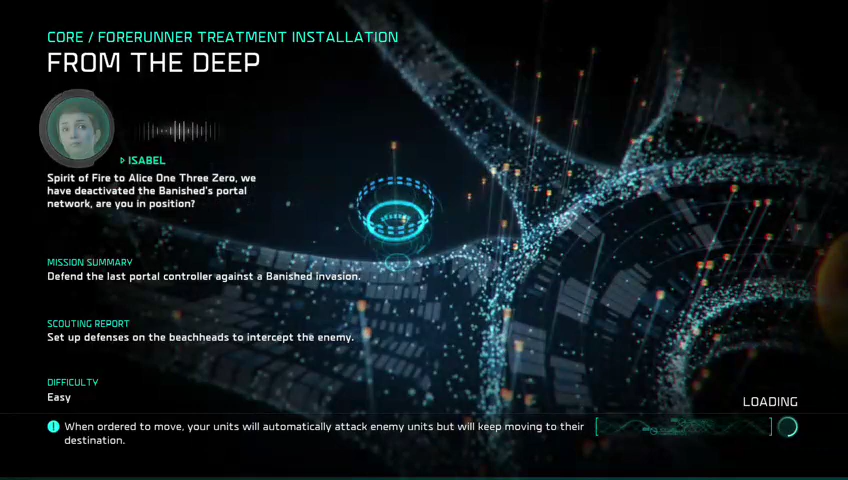 CORE / FORERUNNER TREATMENT INSTALLATION
FROM THE DEEP
ISABEL
Spirit of Fire to Alice One Three Zero, we
have deactivated the Banished's portal
network, are you in position?
MISSION SUMMARY
Defend the last portal controller against a Banished invasion.
SCOUTING REPORT
Set up defenses on the beachheads to intercept the enemy.
DIFFICULTY
Easy
LOADING
When ordered to move, your units will automatically attack enemy units but will keep moving to their
destination.